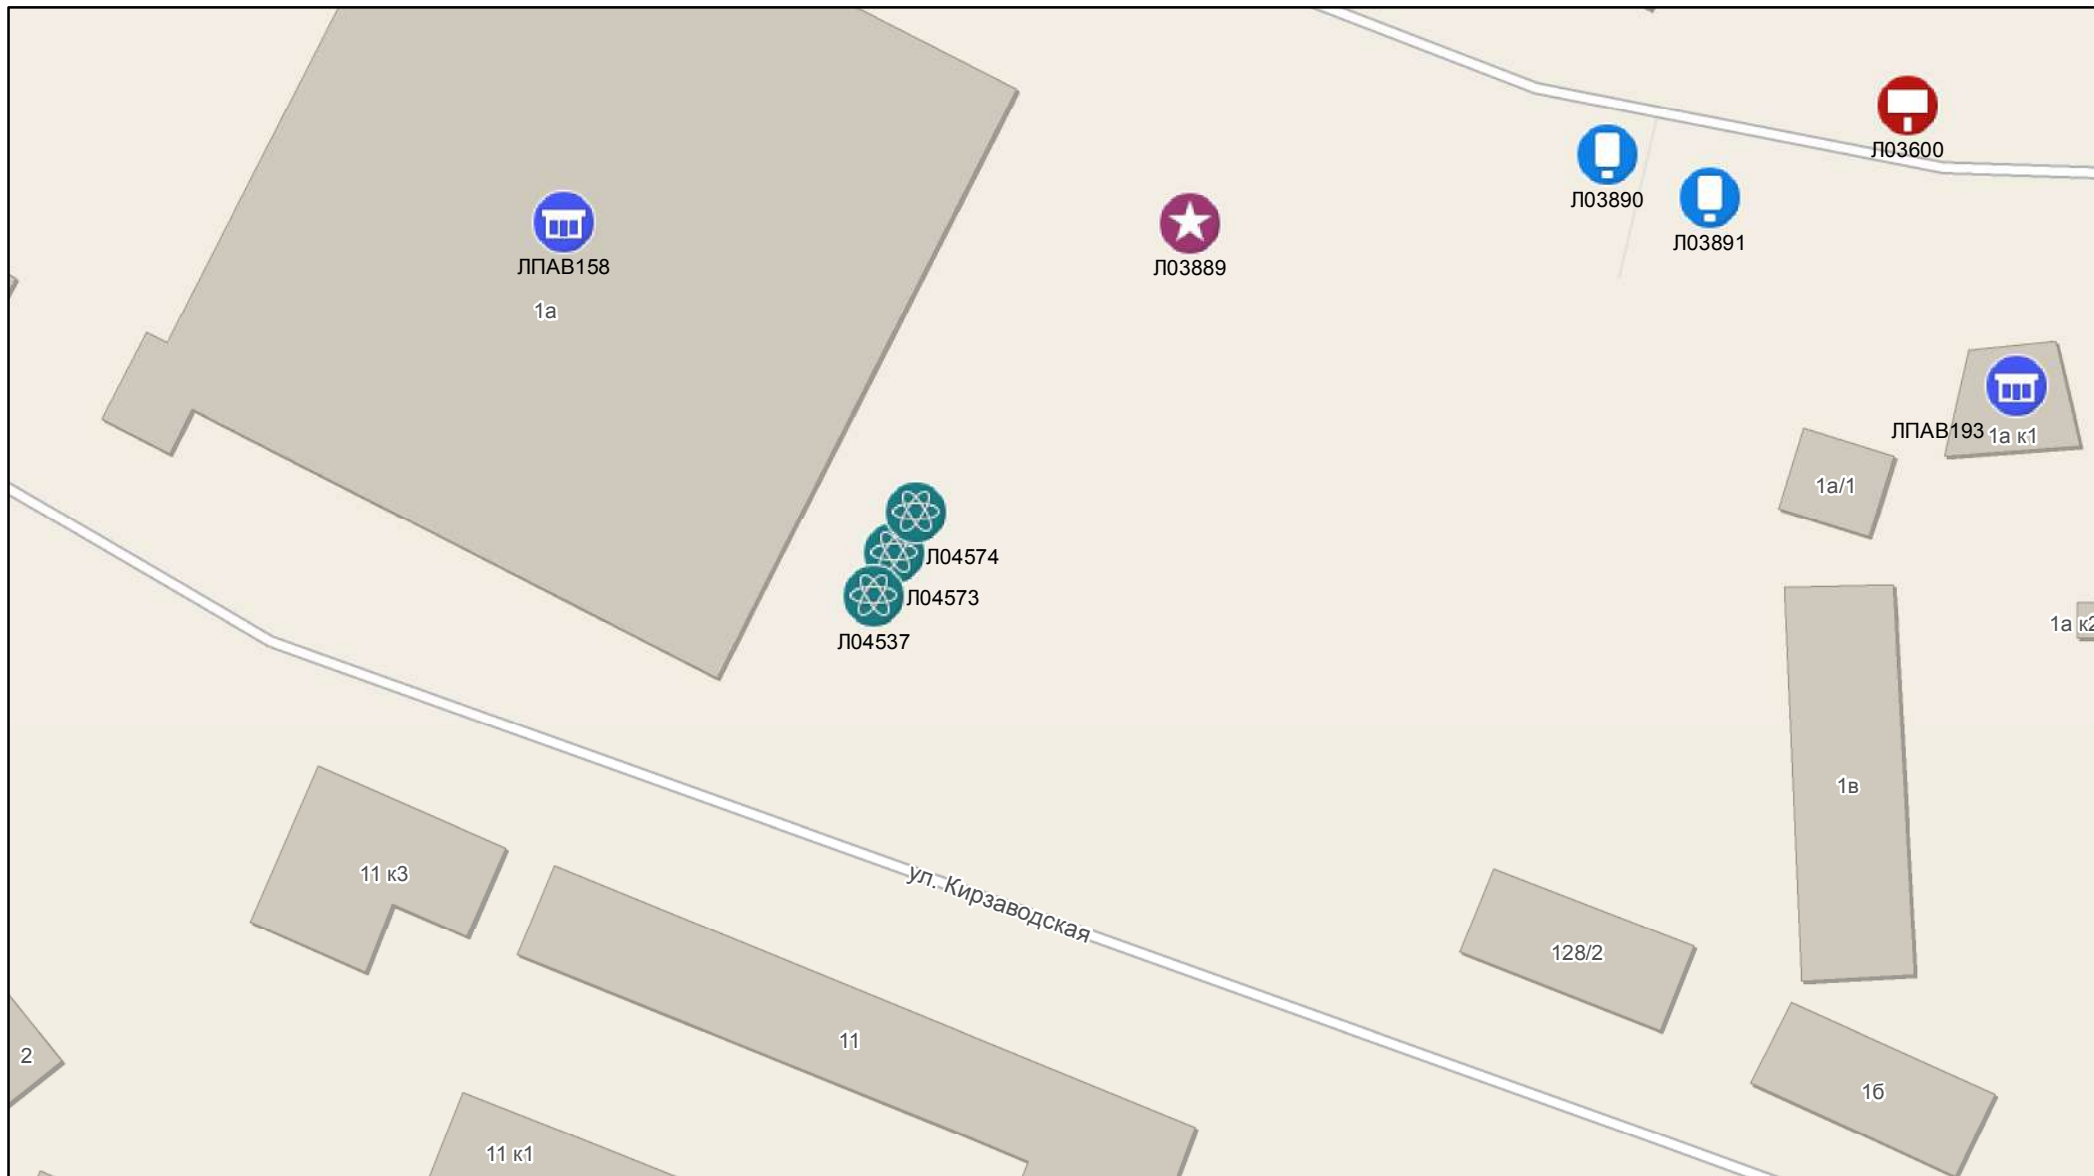 Л03600
Л03890
Л03891
ЛПАВ158
Л03889
1а
ЛПАВ193
1а к1
1а/1
Л04574
Л04573
Л04537
1а к2
1в
11 к3
ул. Кирзаводская
128/2
11
2
1б
11 к1